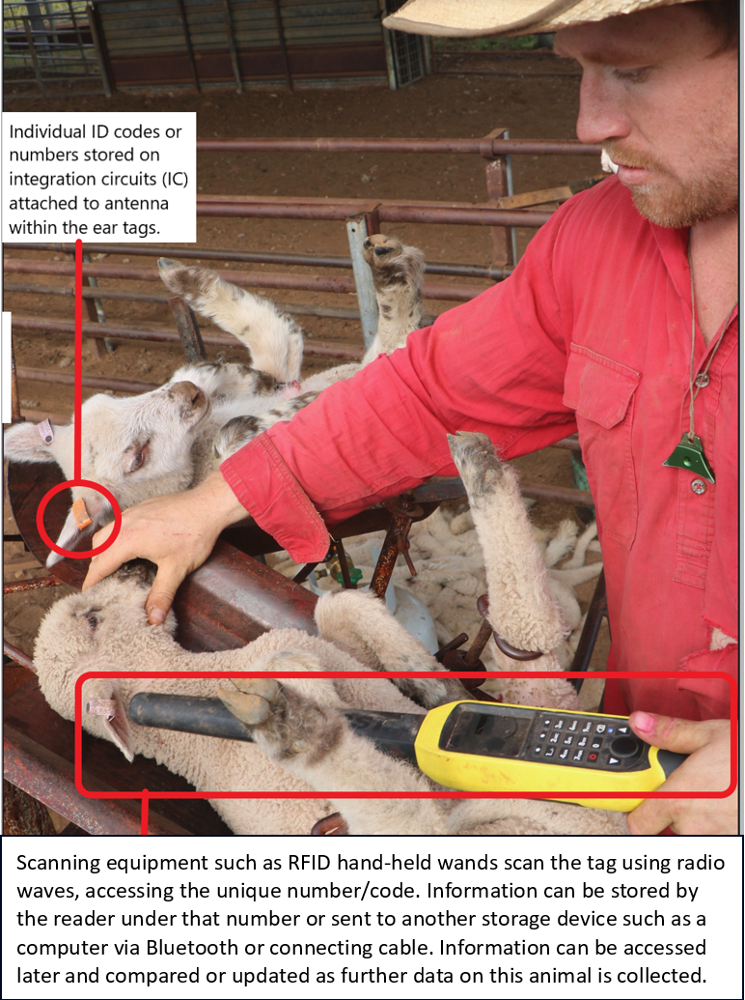 Individual ID codes or
numbers stored on
integration circuits (IC)
attached to antenna
within the ear tags.
Scanning equipment such as RFID hand-held wands scan the tag using radio
waves, accessing the unique number/code. Information can be stored by
the reader under that number or sent to another storage device such as a
computer via Bluetooth or connecting cable. Information can be accessed
later and compared or updated as further data on this animal is collected.